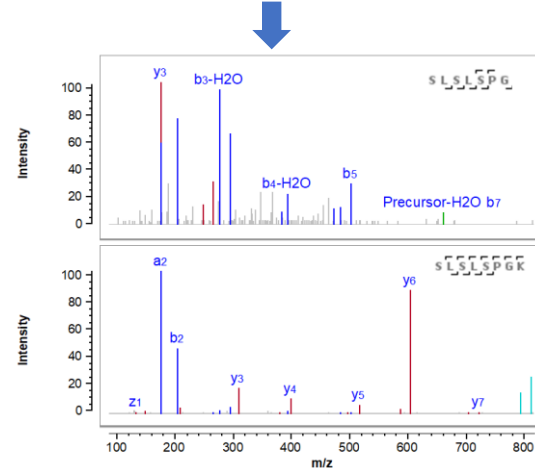 y3
b3-H2O
S L S L S P G
b4-H2O
b5
Precursor-H2O b7
100
80
60
40
20
0
Intensity
a2
b2
y6
S L S L S P G K
z1
y3
y4
y5
y7
100
80
60
40
20
0
Intensity
100 200 300 400 500 600 700 800
m/z